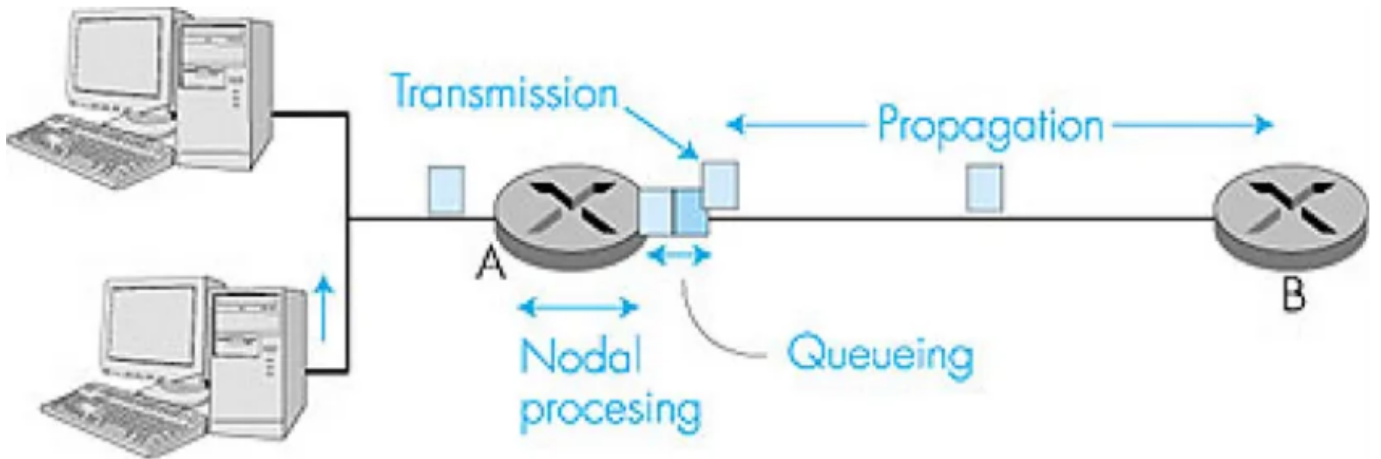 Transmission
Propagation
A
B
Nodal
procesing
Queueing